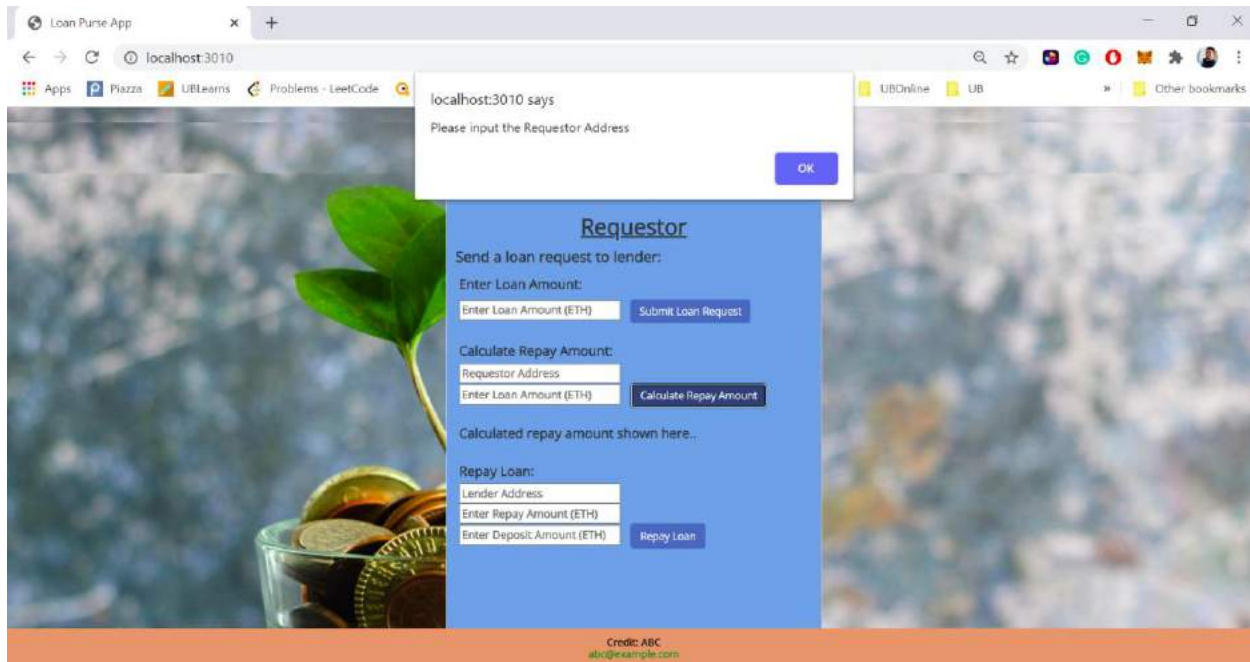 Loan Purse App
localhost:3010
Apps Piazza UBLearns Problems - LeetCode UBOnline UB » Other bookmarks
localhost:3010 says
Please input the Requestor Address
OK
Requestor
Send a loan request to lender:
Enter Loan Amount:
Enter Loan Amount (ETH) Submit Loan Request
Calculate Repay Amount:
Requestor Address
Enter Loan Amount (ETH) Calculate Repay Amount
Calculated repay amount shown here..
Repay Loan:
Lender Address
Enter Repay Amount (ETH)
Enter Deposit Amount (ETH) Repay Loan
Credit: ABC
abc@example.com